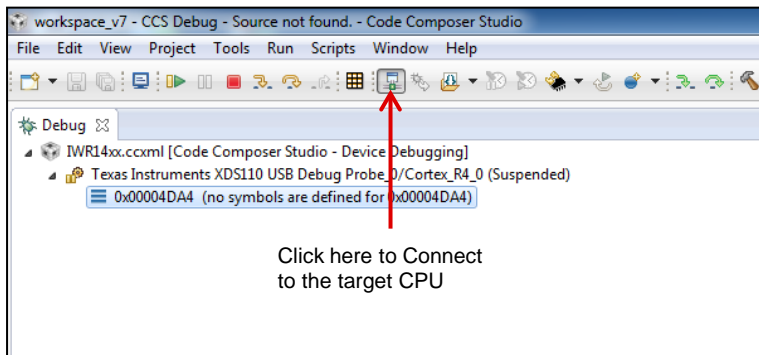 workspace_v7 - CCS Debug - Source not found. - Code Composer Studio
File Edit View Project Tools Run Scripts Window Help
Debug
IWR14xx.ccxml [Code Composer Studio - Device Debugging]
Texas Instruments XDS110 USB Debug Probe_0/Cortex_R4_0 (Suspended)
0x00004DA4 (no symbols are defined for 0x00004DA4)
Click here to Connect
to the target CPU